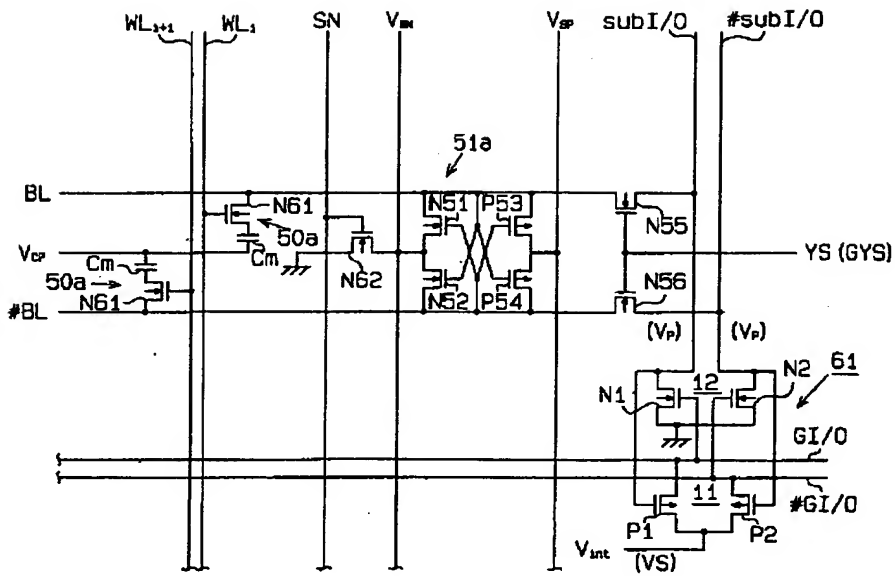 WLj+1 WLj SN VSN VSP subI/O #subI/O
51a
BL
N61 N51 P53
50a N55
VCP Cm YS (GYS)
Cm N62
50a N52 P54 N56
N61
#BL
(VP) (VP)
12 61
N1 N2
GI/O
11 #GI/O
P1 P2
Vint (VS)